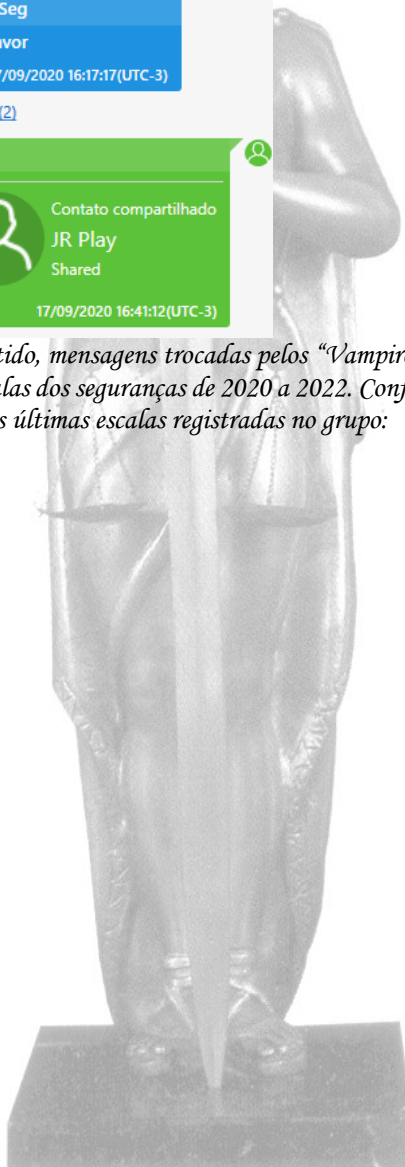 Seg
avor
7/09/2020 16:17:17(UTC-3)
(2)
Contato compartilhado
JR Play
Shared
17/09/2020 16:41:12(UTC-3)
tido, mensagens trocadas pelos “Vampir
las dos seguranças de 2020 a 2022. Conf
s últimas escalas registradas no grupo: